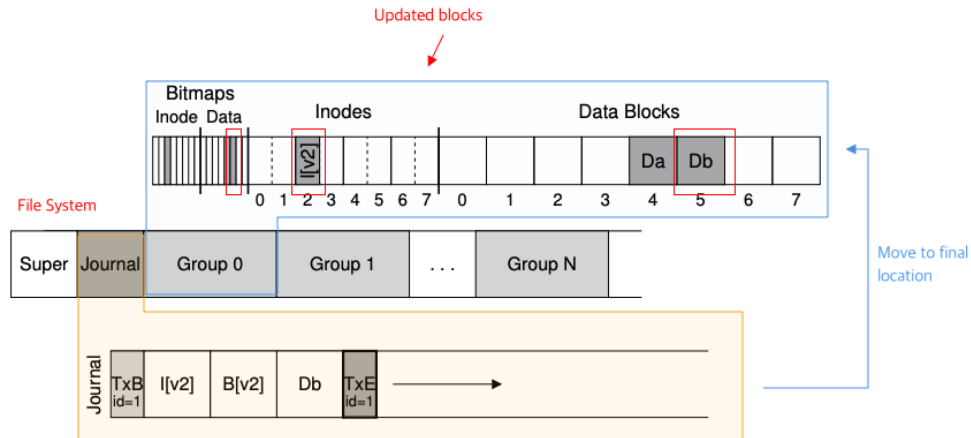 Updated blocks
Bitmaps
Inode Data Inodes Data Blocks
I[v2] Da Db
0 1 2 3 4 5 6 7 0 1 2 3 4 5 6 7
File System
Super Journal Group 0 Group 1 . . . Group N
Move to final
location
Journal
TxB
id=1
I[v2] B[v2] Db
TxE
id=1